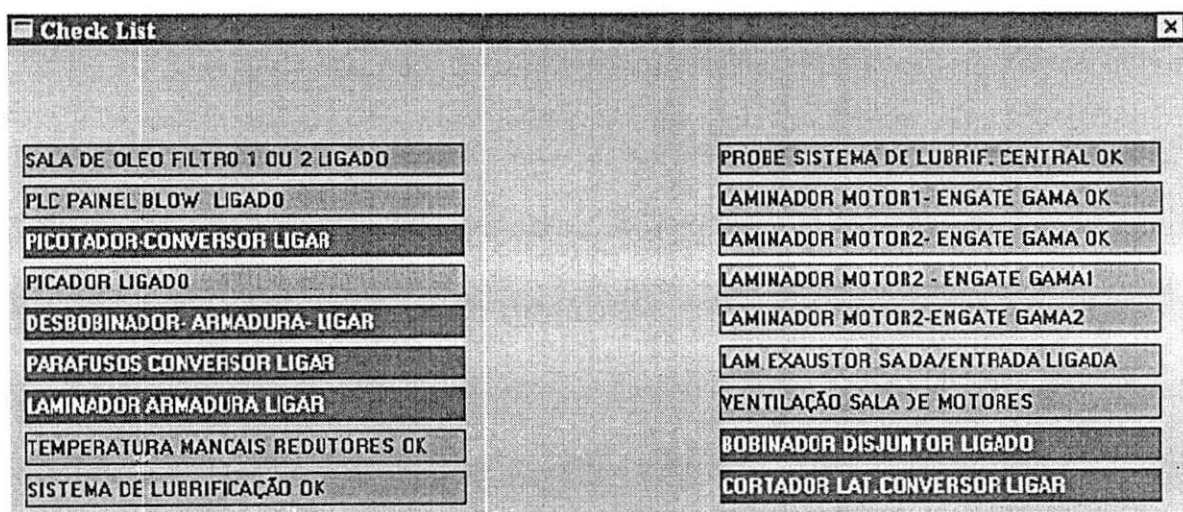 Check List
SALA DE OLEO FILTRO 1 OU 2 LIGADO
PLC PAINEL BLOW LIGADO
PICOTADOR-CONVERSOR LIGAR
PICADOR LIGADO
DESBOBINADOR- ARMADURA- LIGAR
PARAFUSOS CONVERSOR LIGAR
LAMINADOR ARMADURA LIGAR
TEMPERATURA MANCAIS REDUTORES OK
SISTEMA DE LUBRIFICAÇÃO OK
PROBE SISTEMA DE LUBRIF. CENTRAL OK
LAMINADOR MOTOR1- ENGATE GAMA OK
LAMINADOR MOTOR2- ENGATE GAMA OK
LAMINADOR MOTOR2 - ENGATE GAMA1
LAMINADOR MOTOR2-ENGATE GAMA2
LAM EXAUSTOR SAIDA/ENTRADA LIGADA
VENTILAÇÃO SALA DE MOTORES
BOBINADOR DISJUNTOR LIGADO
CORTADOR LAT.CONVERSOR LIGAR